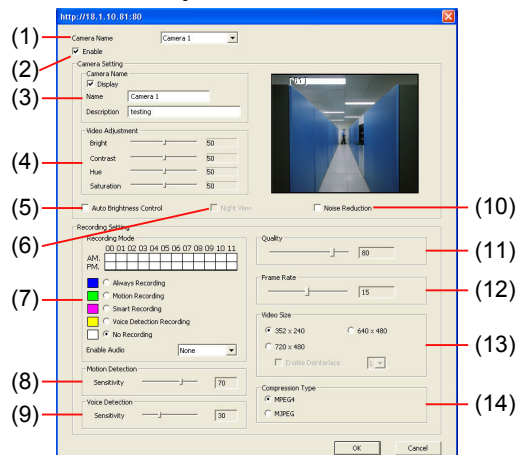 http://18.1.10.81:80
(1) Camera Name Camera 1
(2) Enable
Camera Setting
Camera Name
Display
(3) Name Camera 1
Description testing
Video Adjustment
(4) Bright 50
Contrast 50
Hue 50
Saturation 50
(5) Auto Brightness Control Night View Noise Reduction (10)
(6)
Recording Setting
Recording Mode
00 01 02 03 04 05 06 07 08 09 10 11
AM.
PM.
(7) Always Recording
Motion Recording
Smart Recording
Voice Detection Recording
No Recording
Enable Audio None
Motion Detection
(8) Sensitivity 70
Voice Detection
(9) Sensitivity 30
Quality
80 (11)
Frame Rate
15 (12)
Video Size
352 x 240 640 x 480
720 x 480 (13)
Enable Deinterlace 1
Compression Type
MPEG4 (14)
MJPEG
OK Cancel